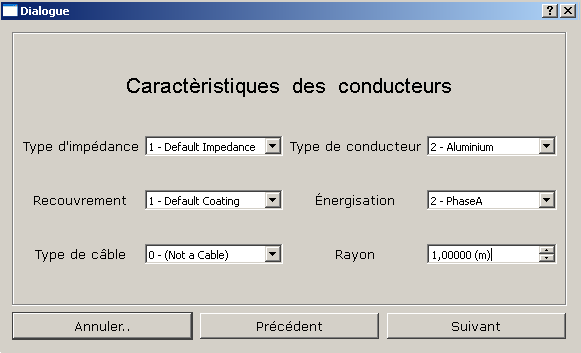 Dialogue
Caractèristiques des conducteurs
Type d'impédance 1 - Default Impedance Type de conducteur 2 - Aluminium
Recouvrement 1 - Default Coating Énergisation 2 - PhaseA
Type de câble 0 - (Not a Cable) Rayon 1,00000 (m)
Annuler.. Précédent Suivant